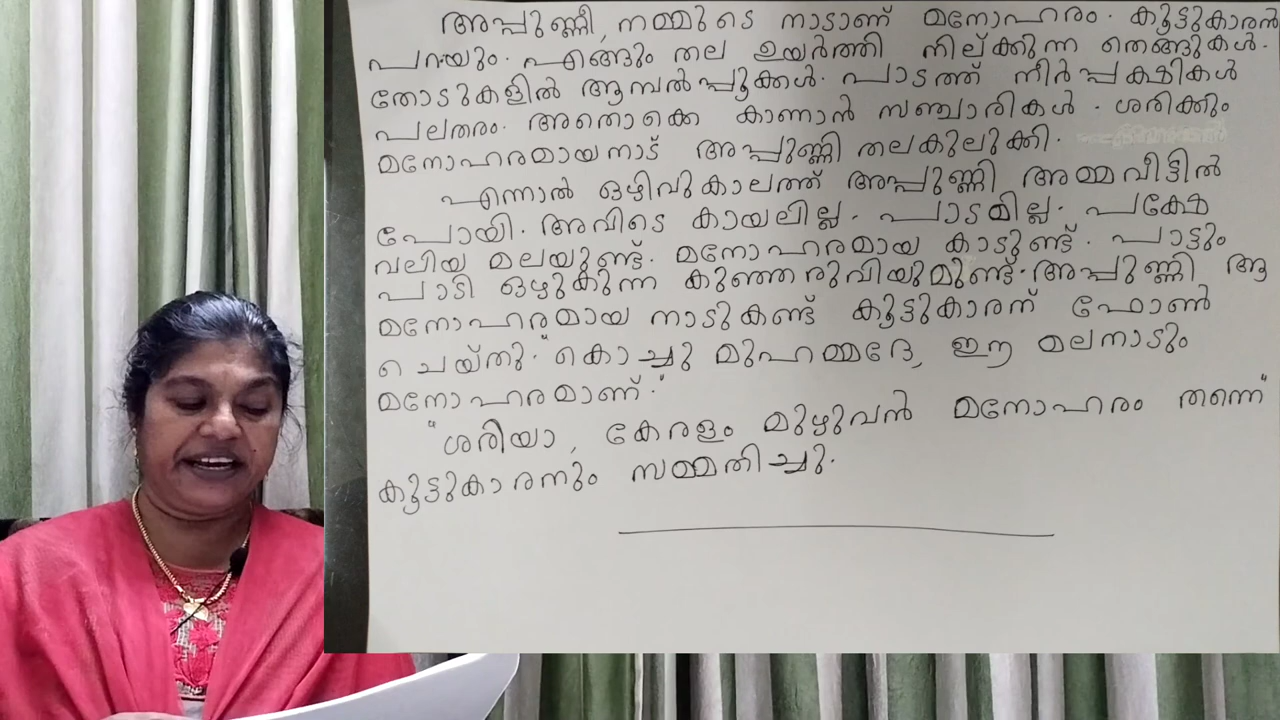 അപ്പുണ്ണീ, നമ്മുടെ നാടാണ് മനോഹരം. കൂട്ടുകാരൻ
പറയും. എങ്ങും തല ഉയർത്തി നില്ക്കുന്ന തെങ്ങുകൾ.
തോടുകളിൽ ആമ്പൽപ്പൂക്കൾ. പാടത്ത് നീർപ്പക്ഷികൾ
പലതരം. അതൊക്കെ കാണാൻ സഞ്ചാരികൾ. ശരിക്കും
മനോഹരമായനാട് അപ്പുണ്ണി തലകുലുക്കി.
എന്നാൽ ഒഴിവുകാലത്ത് അപ്പുണ്ണി അമ്മവീട്ടിൽ
പോയി. അവിടെ കായലില്ല. പാടമില്ല. പക്ഷേ
വലിയ മലയുണ്ട്. മനോഹരമായ കാടുണ്ട്. പാട്ടും
പാടി ഒഴുകുന്ന കുഞ്ഞരുവിയുമുണ്ട്. അപ്പുണ്ണി ആ
മനോഹരമായ നാടുകണ്ട് കൂട്ടുകാരന് ഫോൺ
ചെയ്തു. "കൊച്ചു മുഹമ്മദേ, ഈ മലനാടും
മനോഹരമാണ്."
"ശരിയാ, കേരളം മുഴുവൻ മനോഹരം തന്നെ"
കൂട്ടുകാരനും സമ്മതിച്ചു.